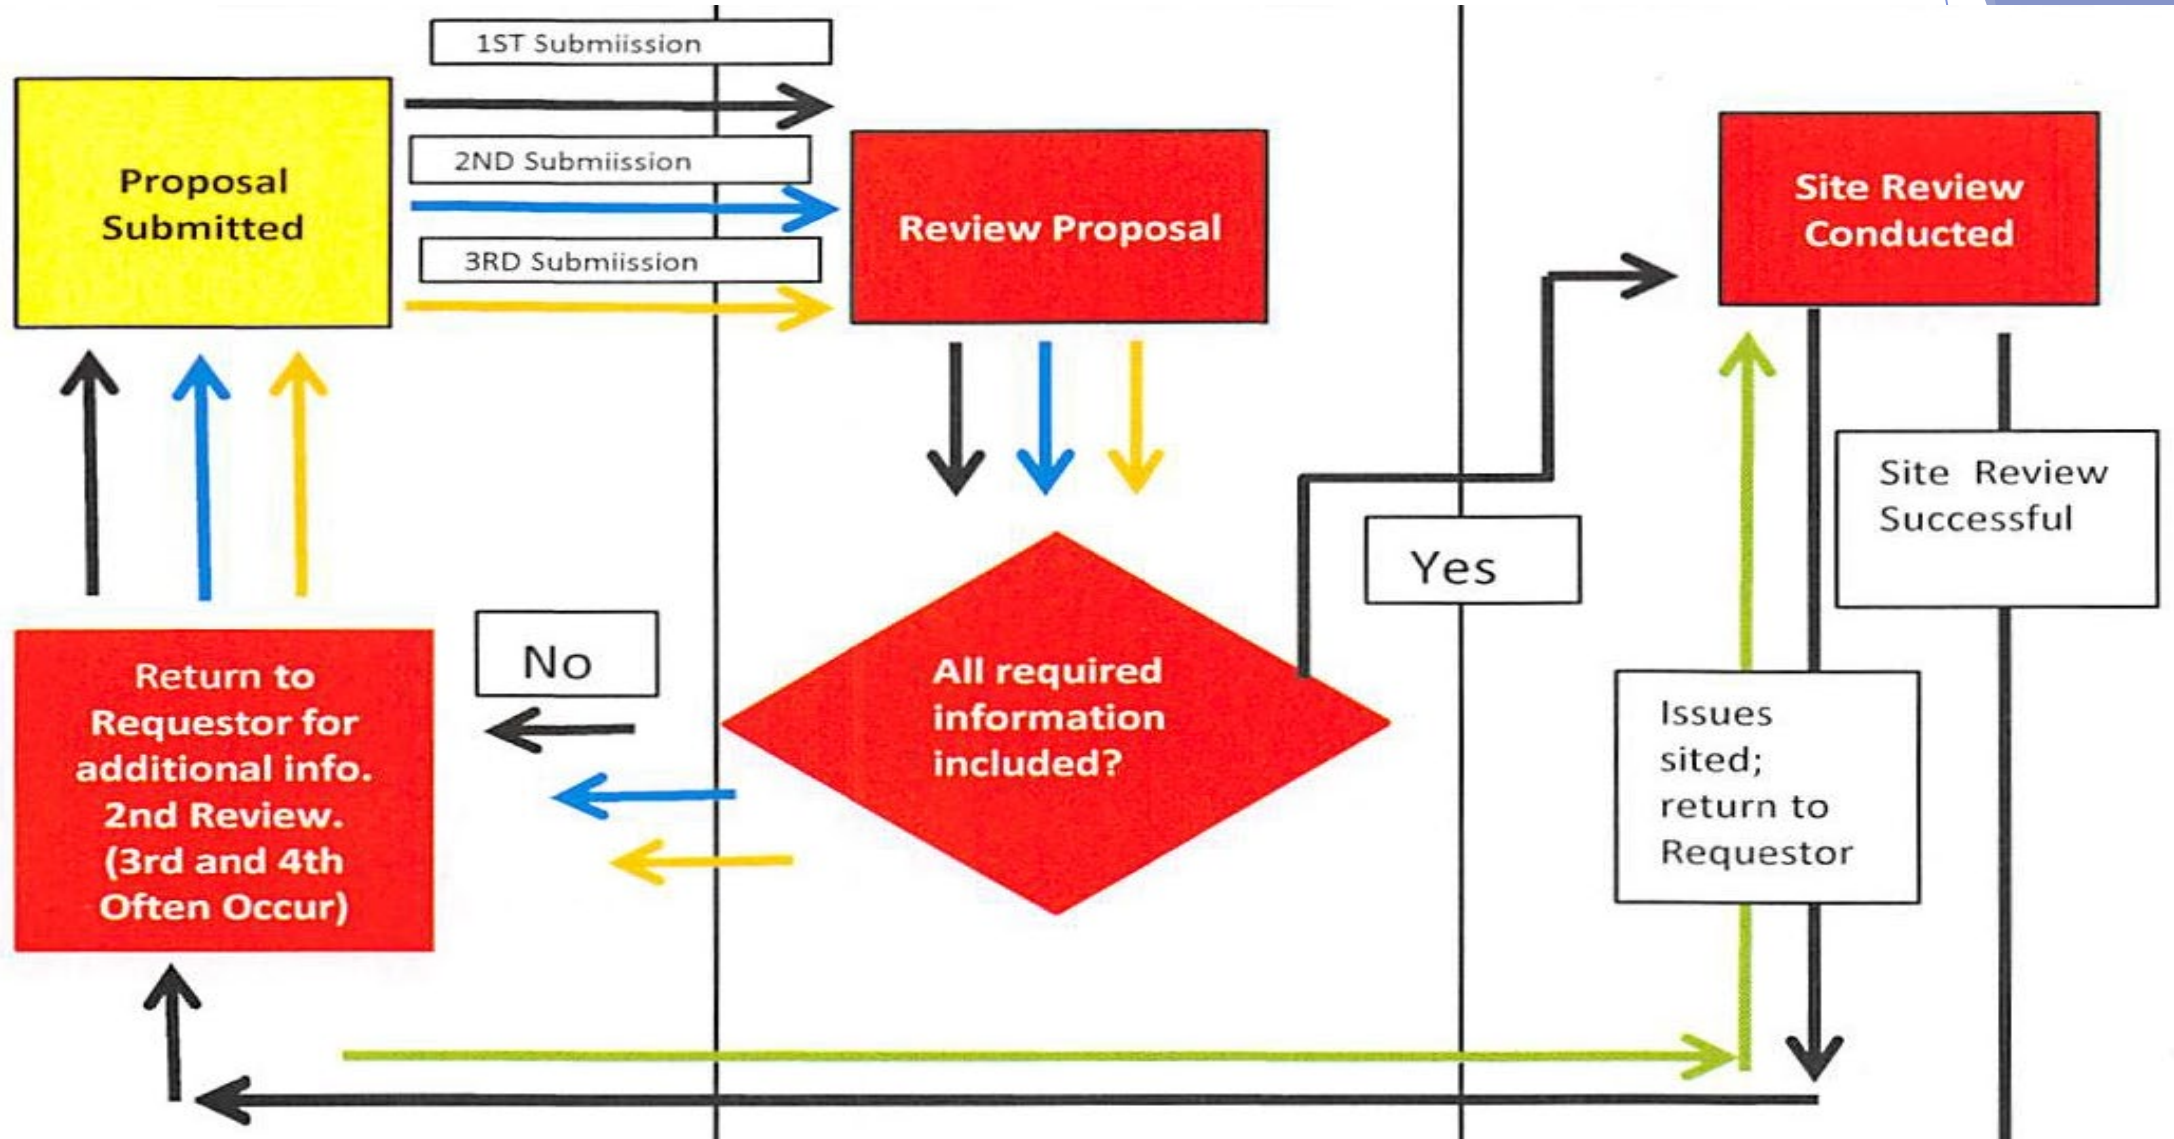 1ST Submiission
Proposal
Submitted
2ND Submiission
3RD Submiission
Review Proposal
Site Review
Conducted
Site Review
Successful
Yes
No
All required
information
included?
Return to
Requestor for
additional info.
2nd Review.
(3rd and 4th
Often Occur)
Issues
sited;
return to
Requestor